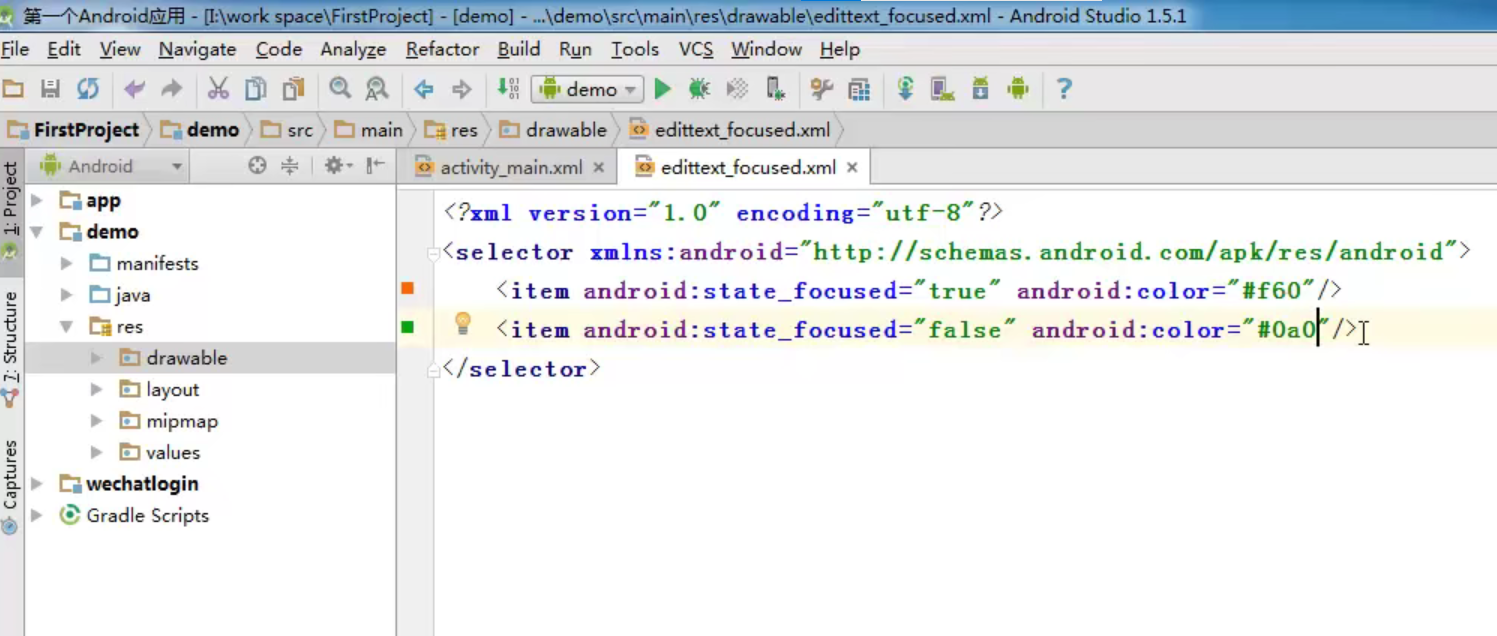 第一个Android应用 - [I:\work space\FirstProject] - [demo] - ...\demo\src\main\res\drawable\edittext_focused.xml - Android Studio 1.5.1
File Edit View Navigate Code Analyze Refactor Build Run Tools VCS Window Help
demo
FirstProject demo src main res drawable edittext_focused.xml
Android
activity_main.xml
edittext_focused.xml
1: Project
7: Structure
Captures
app
demo
manifests
java
res
drawable
layout
mipmap
values
wechatlogin
Gradle Scripts
<?xml version="1.0" encoding="utf-8"?>
<selector xmlns:android="http://schemas.android.com/apk/res/android">
<item android:state_focused="true" android:color="#f60"/>
<item android:state_focused="false" android:color="#0a0"/>
</selector>